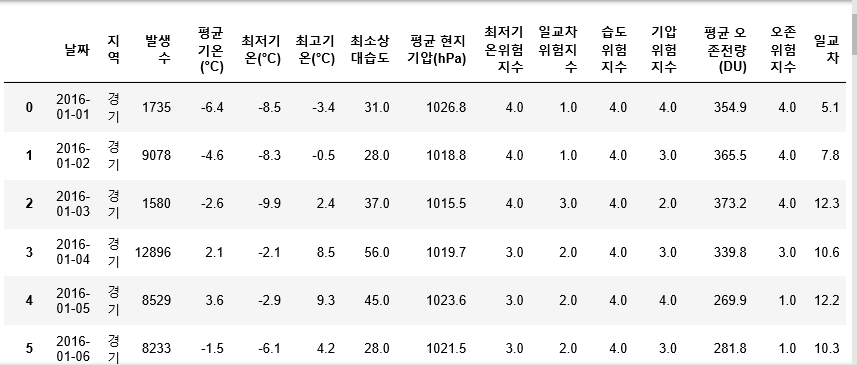 날짜 지역 발생수 평균기온(°C) 최저기온(°C) 최고기온(°C) 최소상대습도 평균 현지기압(hPa) 최저기온위험지수 일교차위험지수 습도위험지수 기압위험지수 평균 오존전량(DU) 오존위험지수 일교차
0 2016-01-01 경기 1735 -6.4 -8.5 -3.4 31.0 1026.8 4.0 1.0 4.0 4.0 354.9 4.0 5.1
1 2016-01-02 경기 9078 -4.6 -8.3 -0.5 28.0 1018.8 4.0 1.0 4.0 3.0 365.5 4.0 7.8
2 2016-01-03 경기 1580 -2.6 -9.9 2.4 37.0 1015.5 4.0 3.0 4.0 2.0 373.2 4.0 12.3
3 2016-01-04 경기 12896 2.1 -2.1 8.5 56.0 1019.7 3.0 2.0 4.0 3.0 339.8 3.0 10.6
4 2016-01-05 경기 8529 3.6 -2.9 9.3 45.0 1023.6 3.0 2.0 4.0 4.0 269.9 1.0 12.2
5 2016-01-06 경기 8233 -1.5 -6.1 4.2 28.0 1021.5 3.0 2.0 4.0 3.0 281.8 1.0 10.3